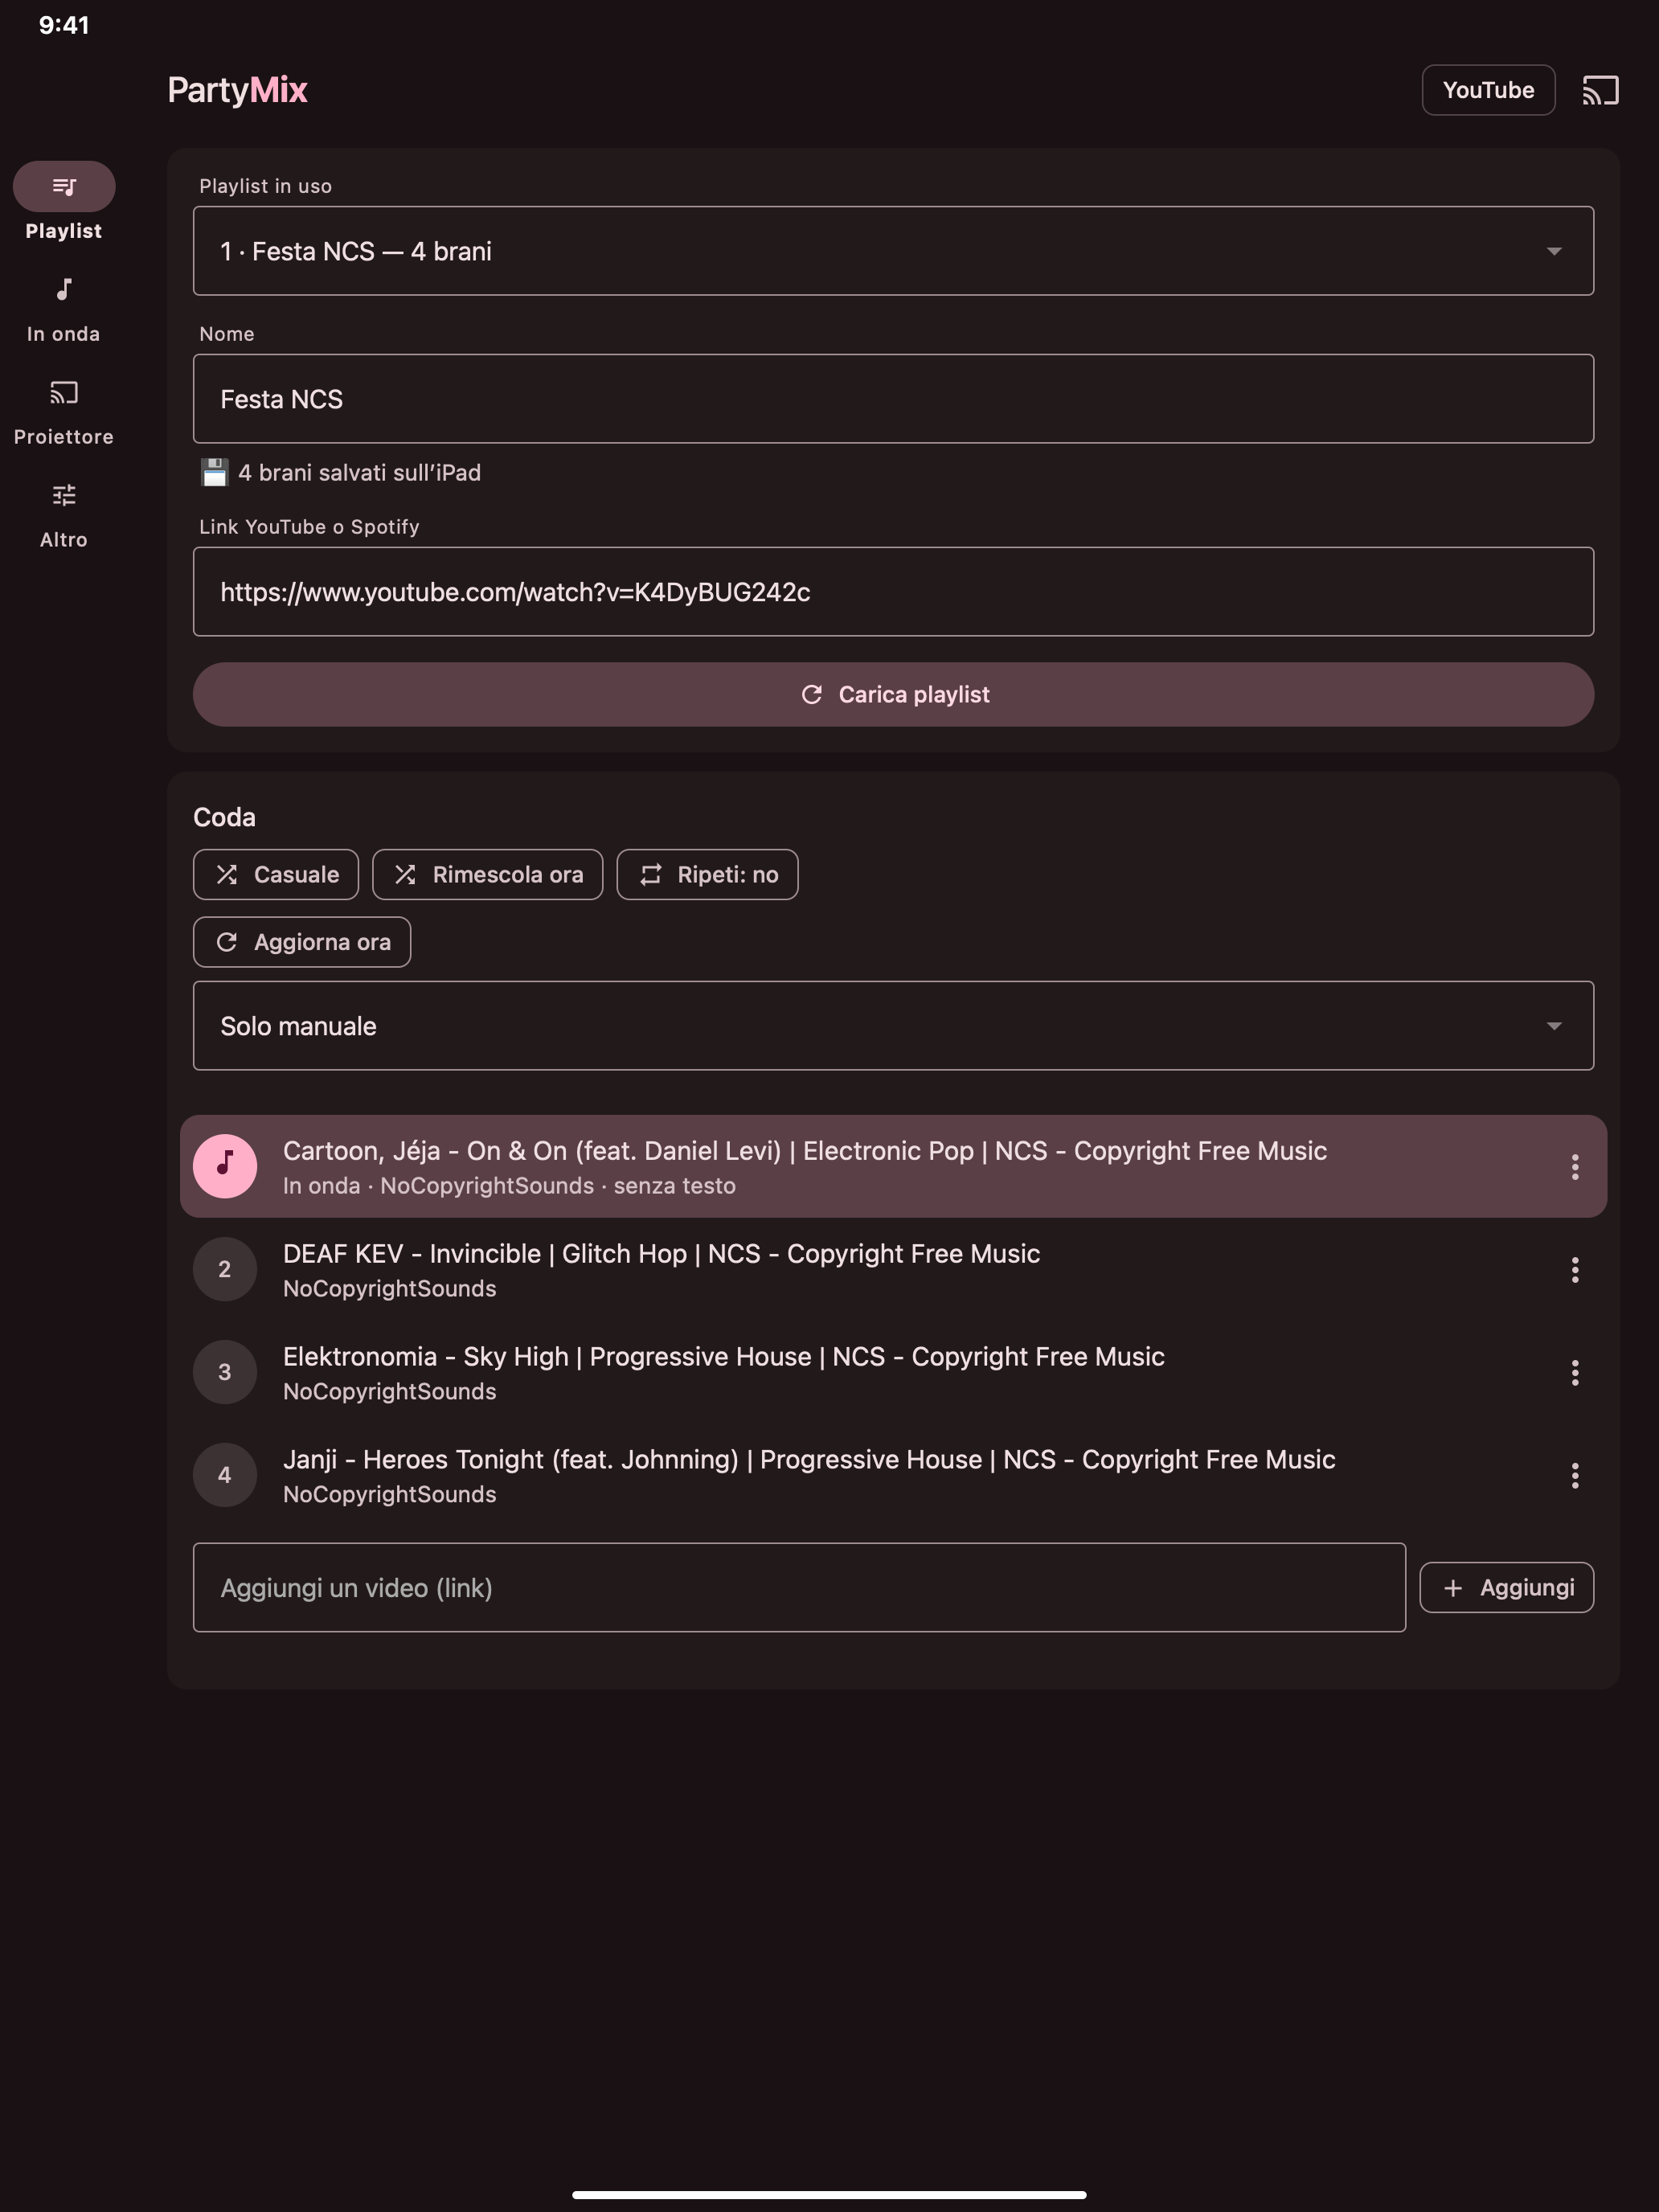 9:41
PartyMix
YouTube
Playlist
In onda
Proiettore
Altro
Playlist in uso
1 · Festa NCS — 4 brani
Nome
Festa NCS
💾 4 brani salvati sull’iPad
Link YouTube o Spotify
https://www.youtube.com/watch?v=K4DyBUG242c
Carica playlist
Coda
Casuale
Rimescola ora
Ripeti: no
Aggiorna ora
Solo manuale
Cartoon, Jéja - On & On (feat. Daniel Levi) | Electronic Pop | NCS - Copyright Free Music
In onda · NoCopyrightSounds · senza testo
2
DEAF KEV - Invincible | Glitch Hop | NCS - Copyright Free Music
NoCopyrightSounds
3
Elektronomia - Sky High | Progressive House | NCS - Copyright Free Music
NoCopyrightSounds
4
Janji - Heroes Tonight (feat. Johnning) | Progressive House | NCS - Copyright Free Music
NoCopyrightSounds
Aggiungi un video (link)
Aggiungi